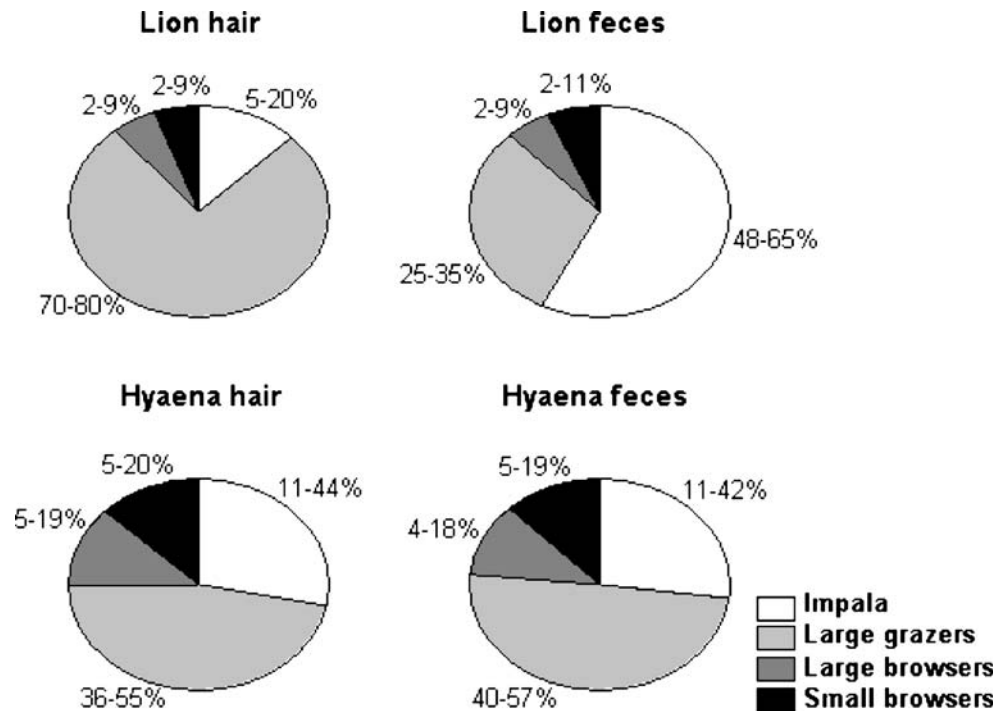 Lion hair
Lion feces
2-9%
2-9%
5-20%
70-80%
2-11%
2-9%
48-65%
25-35%
Hyaena hair
Hyaena feces
5-20%
11-44%
5-19%
36-55%
5-19%
11-42%
4-18%
40-57%
Impala
Large grazers
Large browsers
Small browsers